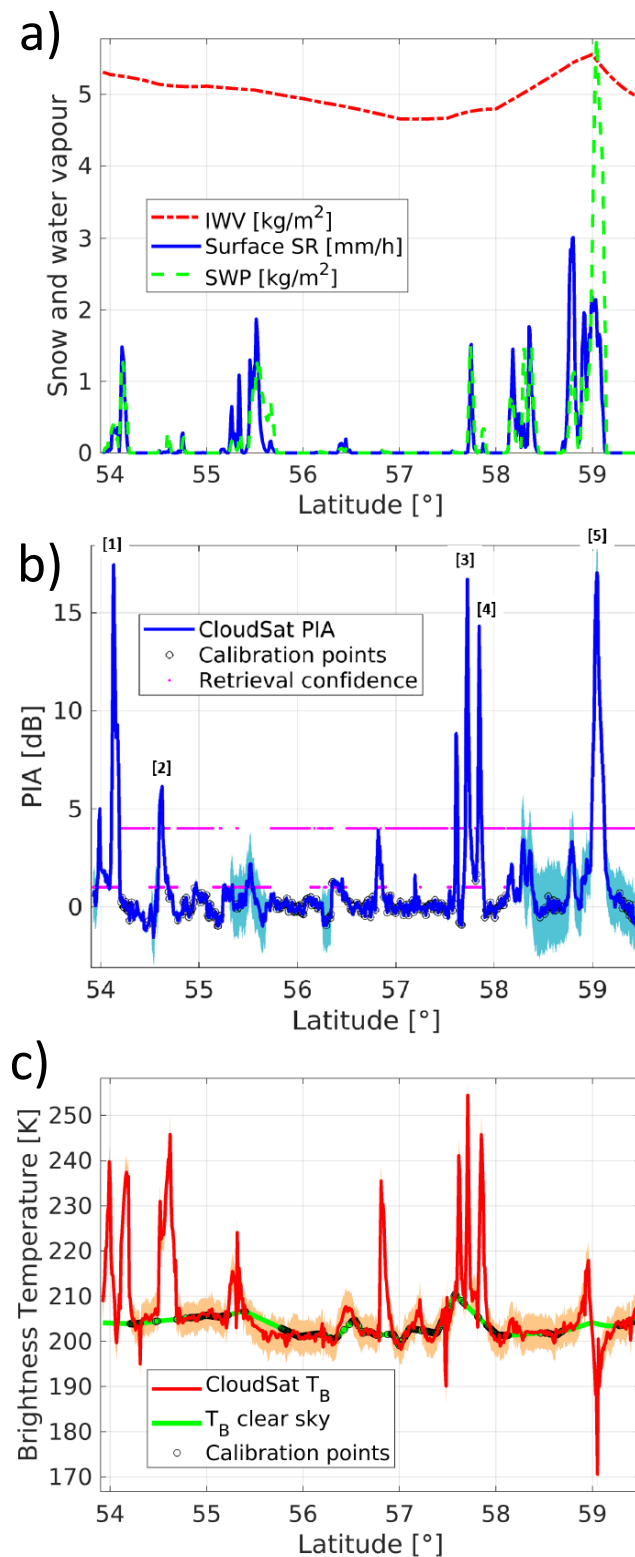 a)
Snow and water vapour
5
4
3
2
1
0
IWV [kg/m²]
Surface SR [mm/h]
SWP [kg/m²]
54 55 56 57 58 59
Latitude [°]
b)
[1] [2] [3] [4] [5]
PIA [dB]
15
10
5
0
CloudSat PIA
Calibration points
Retrieval confidence
54 55 56 57 58 59
Latitude [°]
c)
Brightness Temperature [K]
250
240
230
220
210
200
190
180
170
CloudSat T_B
T_B clear sky
Calibration points
54 55 56 57 58 59
Latitude [°]